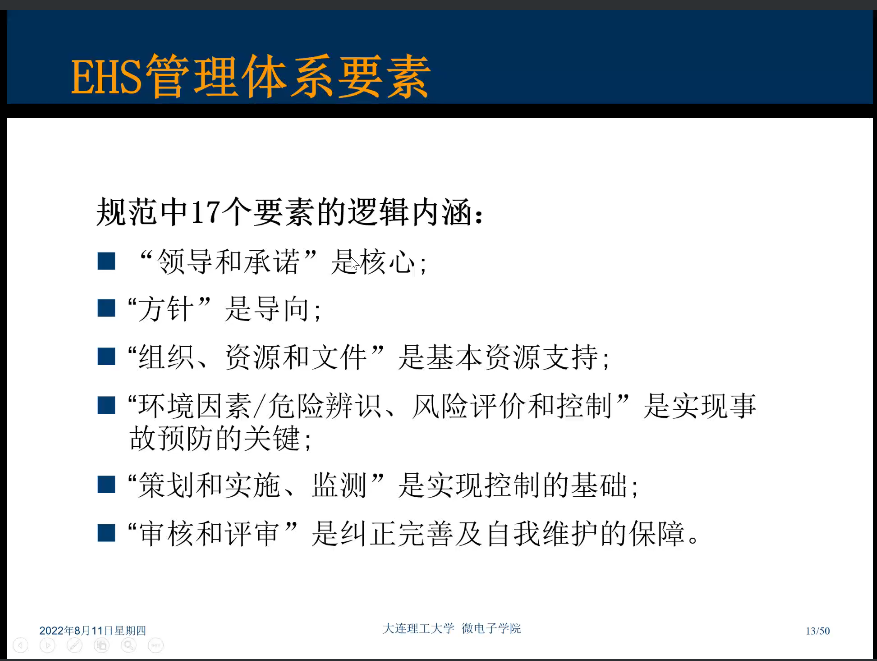 EHS管理体系要素
规范中17个要素的逻辑内涵：
“领导和承诺”是核心;
“方针”是导向;
“组织、资源和文件”是基本资源支持;
“环境因素/危险辨识、风险评价和控制”是实现事
故预防的关键;
“策划和实施、监测”是实现控制的基础;
“审核和评审”是纠正完善及自我维护的保障。
2022年8月11日星期四
大连理工大学 微电子学院
13/50